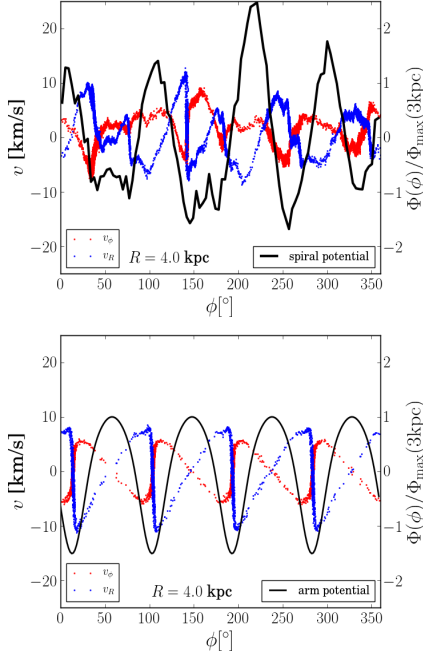 20
10
0
−10
−20
v [km/s]
2
1
0
−1
−2
Φ(φ)/Φmax(3kpc)
vφ
vR
R = 4.0 kpc
spiral potential
0 50 100 150 200 250 300 350
φ[°]
20
10
0
−10
−20
v [km/s]
2
1
0
−1
−2
Φ(φ)/Φmax(3kpc)
vφ
vR
R = 4.0 kpc
arm potential
0 50 100 150 200 250 300 350
φ[°]